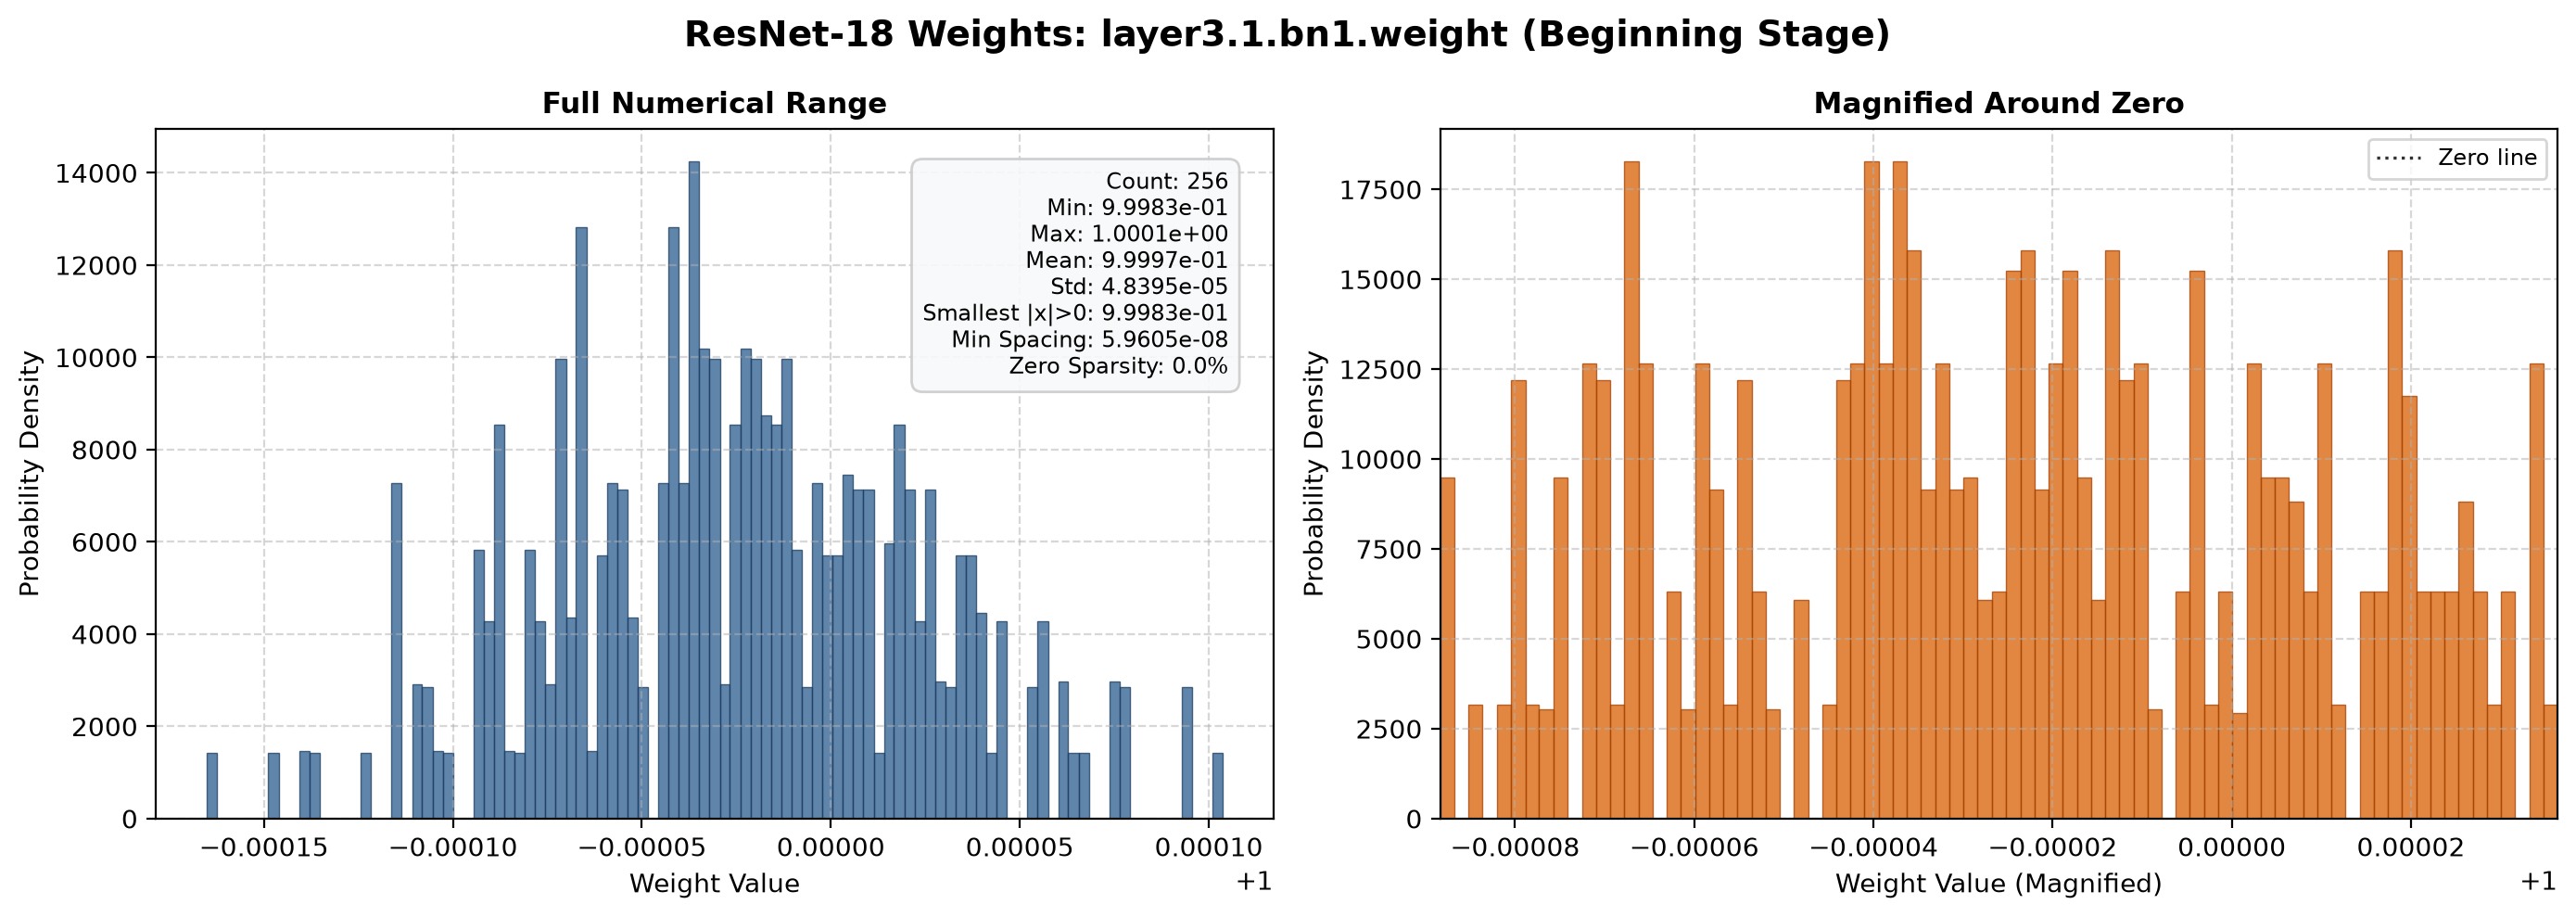 ResNet-18 Weights: layer3.1.bn1.weight (Beginning Stage)
Full Numerical Range
14000
12000
10000
8000
6000
4000
2000
0
Probability Density
Count: 256
Min: 9.9983e-01
Max: 1.0001e+00
Mean: 9.9997e-01
Std: 4.8395e-05
Smallest |x|>0: 9.9983e-01
Min Spacing: 5.9605e-08
Zero Sparsity: 0.0%
−0.00015 −0.00010 −0.00005 0.00000 0.00005 0.00010
Weight Value
+1
Magnified Around Zero
Zero line
17500
15000
12500
10000
7500
5000
2500
0
Probability Density
−0.00008 −0.00006 −0.00004 −0.00002 0.00000 0.00002
Weight Value (Magnified)
+1